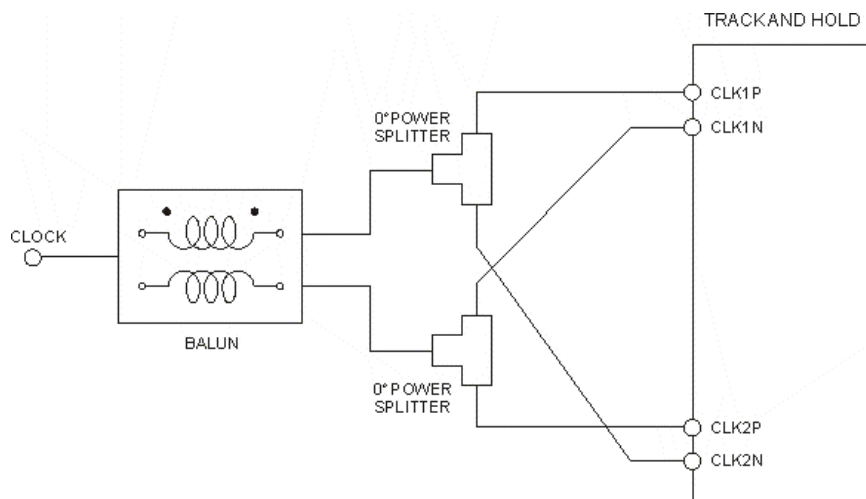 TRACKAND HOLD
CLK1P
0°POWER
SPLITTER
CLK1N
CLOCK
BALUN
0°POWER
SPLITTER
CLK2P
CLK2N